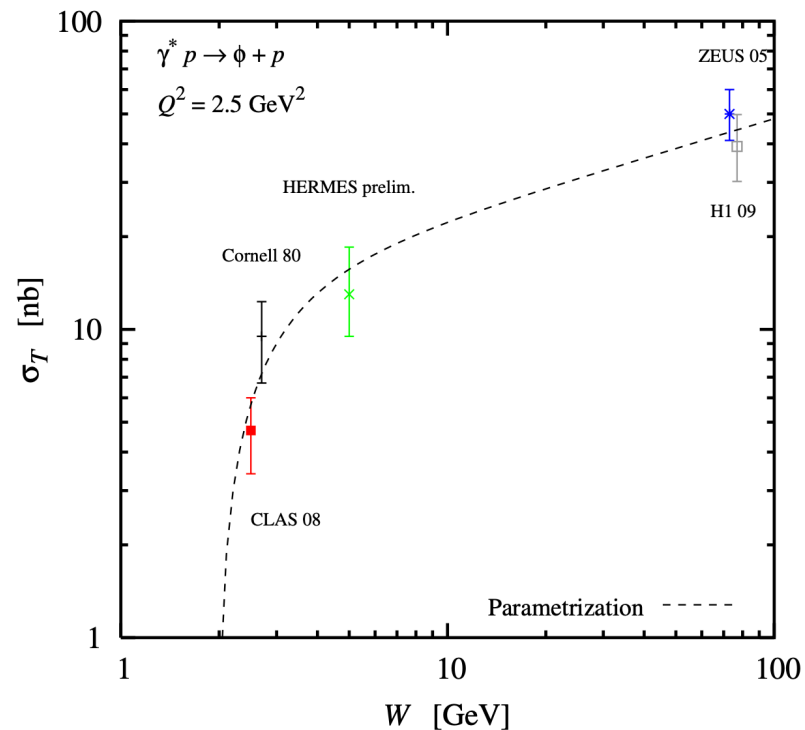 100
γ* p → ϕ + p
ZEUS 05
Q² = 2.5 GeV²
HERMES prelim.
H1 09
Cornell 80
σ_T [nb]
10
CLAS 08
Parametrization
1
1
10
100
W [GeV]